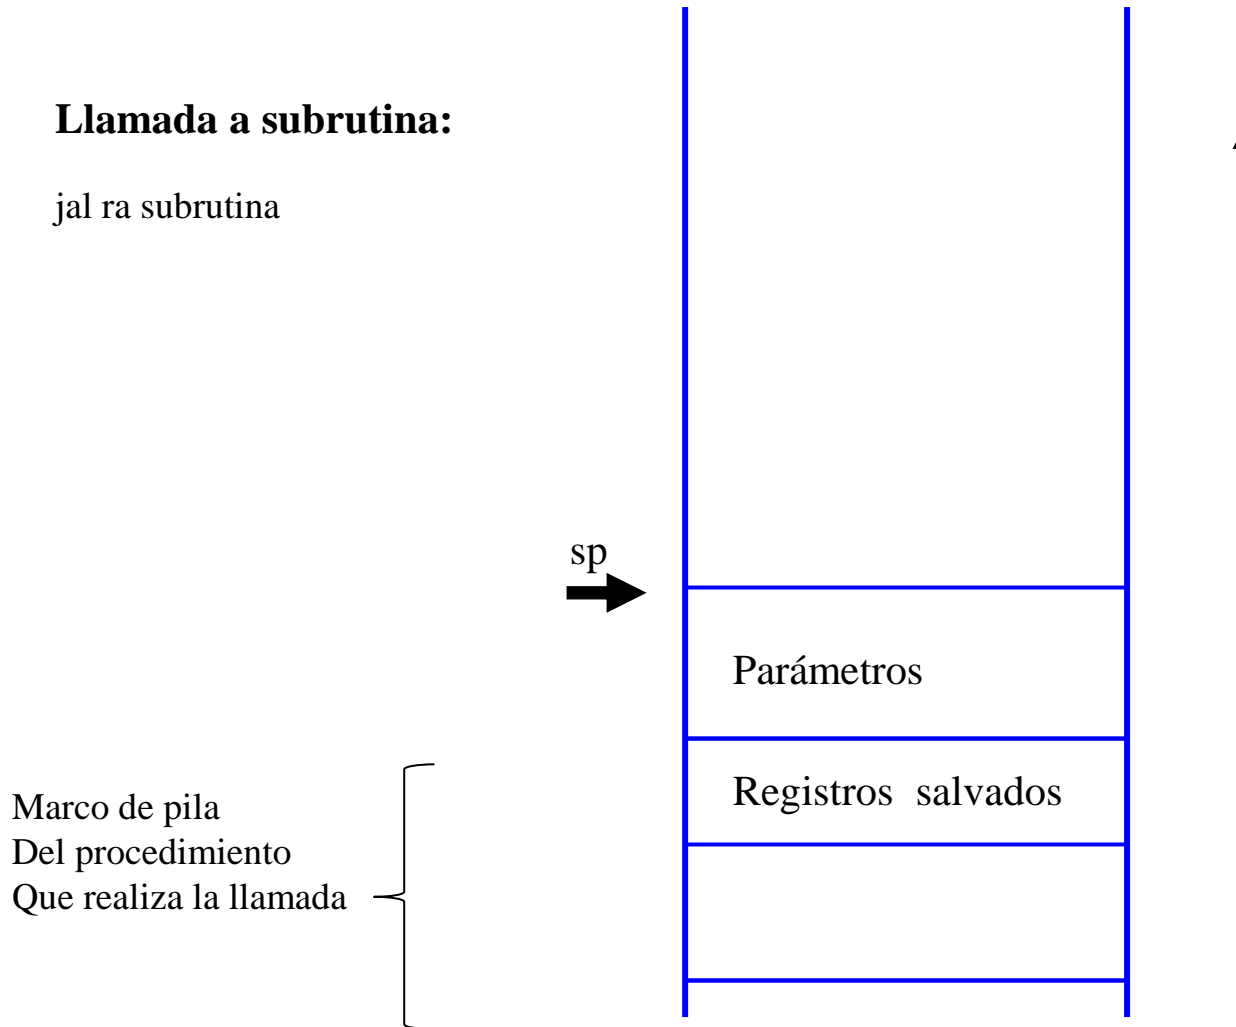 Llamada a subrutina:
jal ra subrutina
sp
Parámetros
Registros salvados
Marco de pila
Del procedimiento
Que realiza la llamada